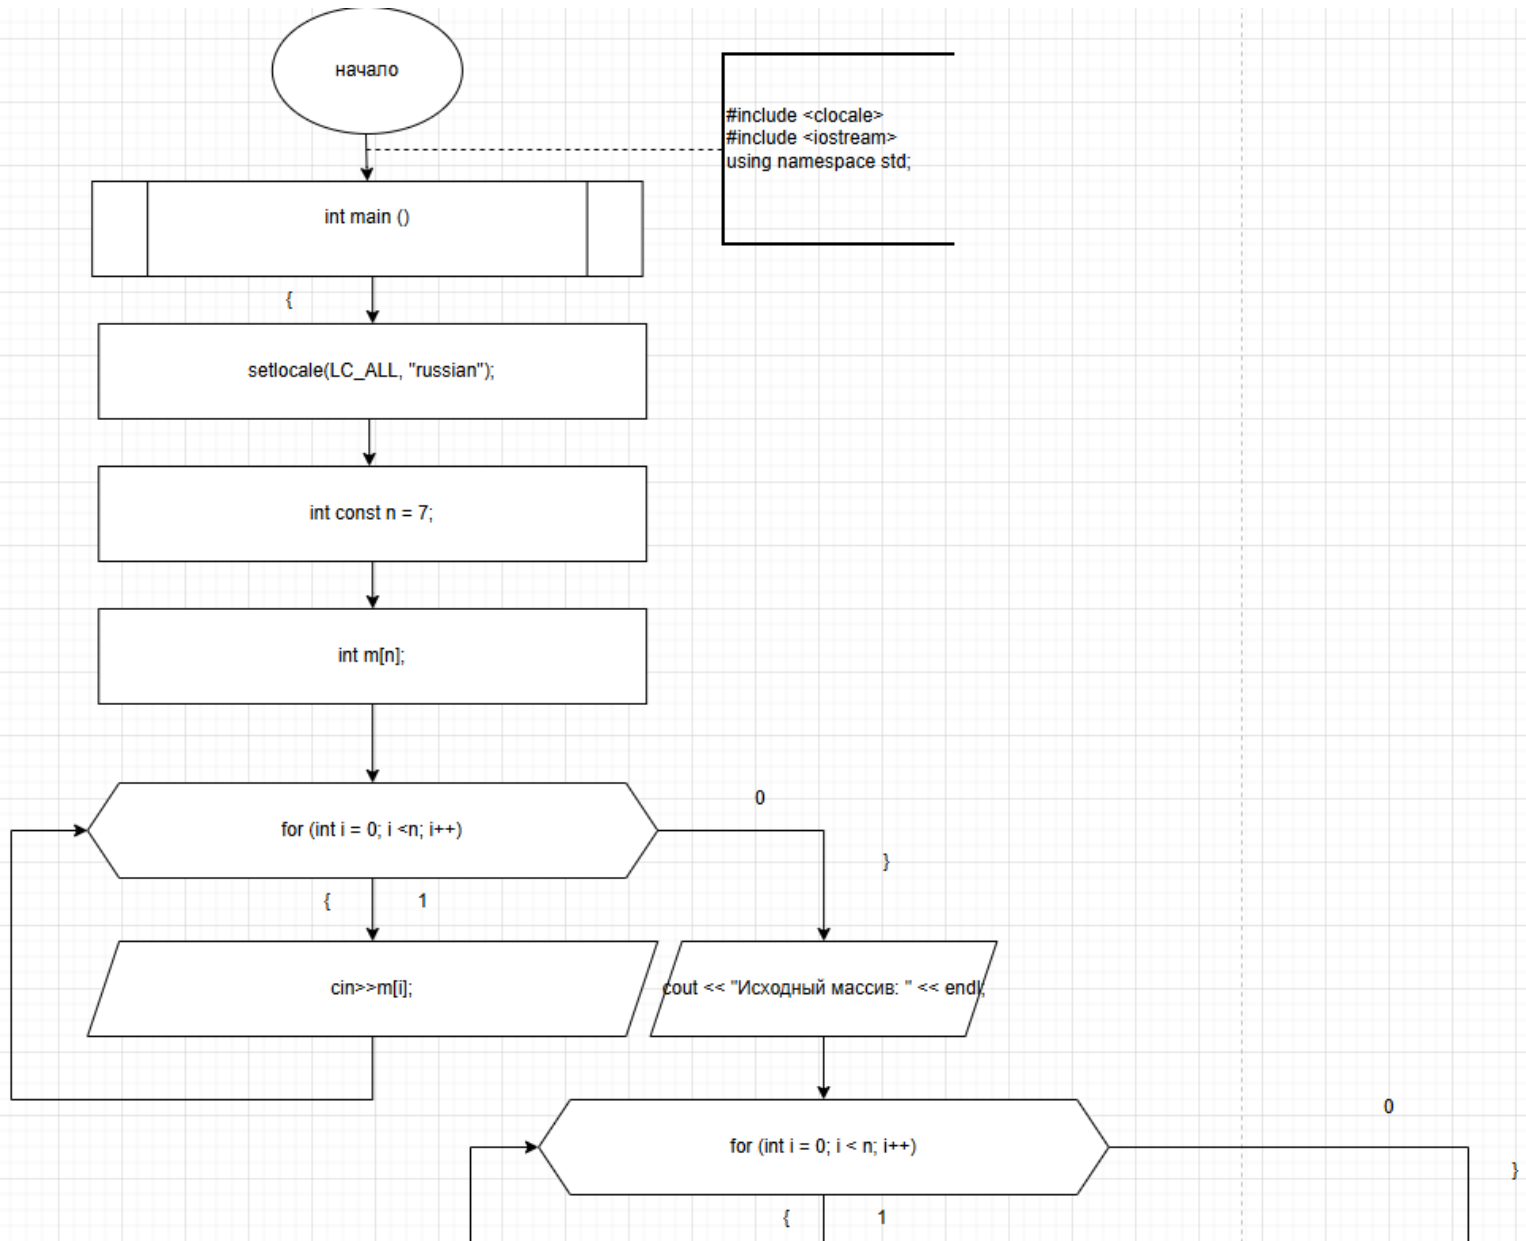 начало
#include <clocale>
#include <iostream>
using namespace std;
int main ()
{
setlocale(LC_ALL, "russian");
int const n = 7;
int m[n];
for (int i = 0; i <n; i++)
0
}
{
1
cin>>m[i];
cout << "Исходный массив: " << endl;
for (int i = 0; i < n; i++)
0
}
{
1